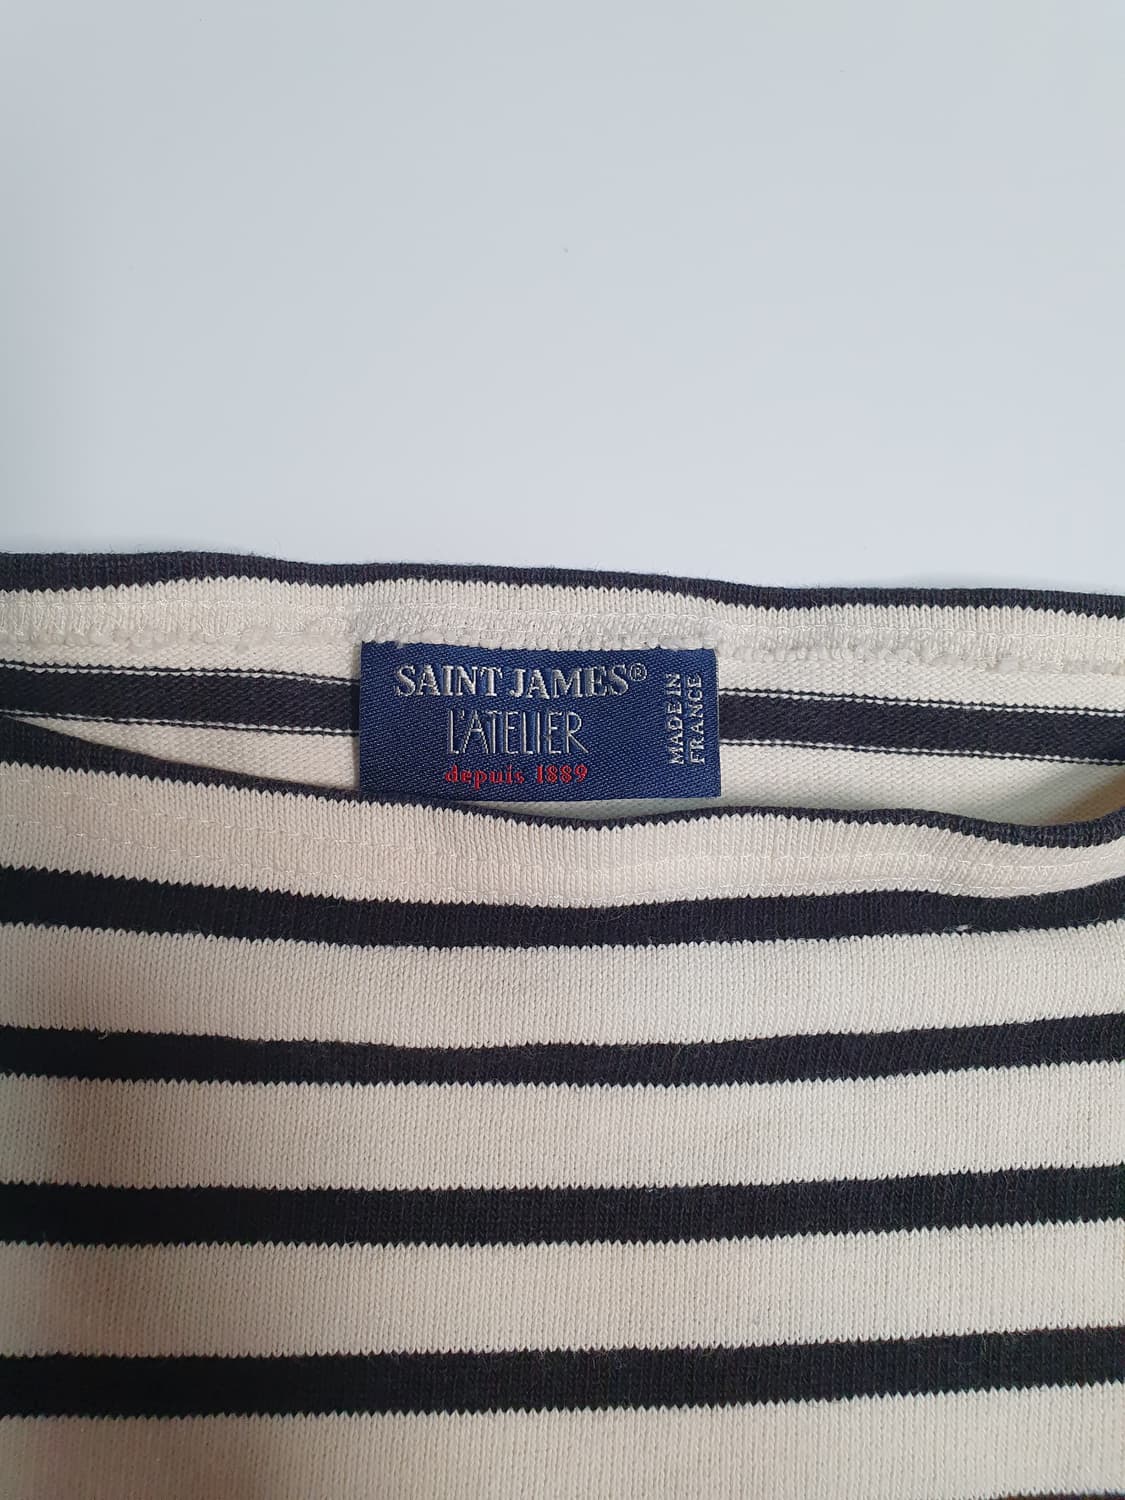 SAINT JAMES®
L'ATELIER
depuis 1889
MADE IN
FRANCE